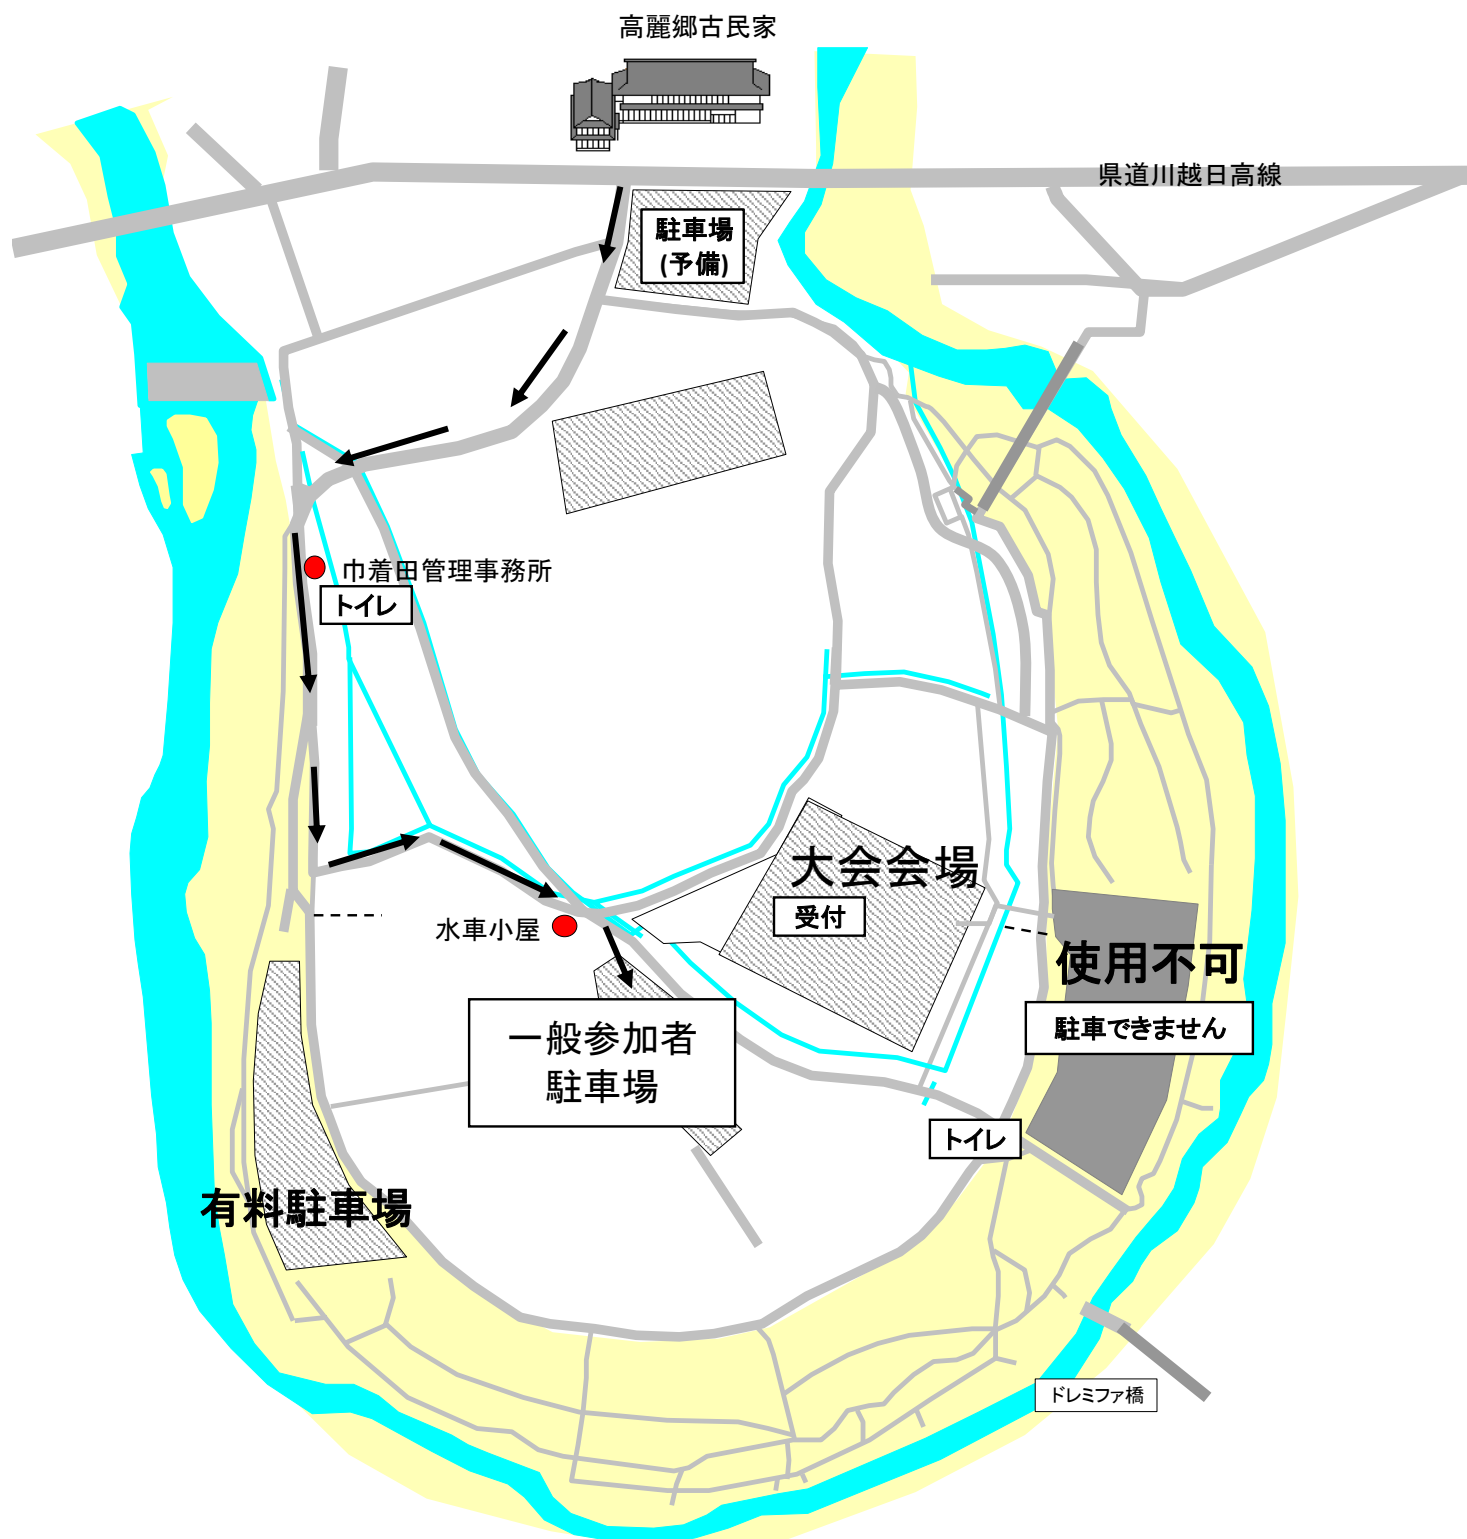 高麗郷古民家
県道川越日高線
駐車場
(予備)
巾着田管理事務所
トイレ
大会会場
受付
水車小屋
使用不可
駐車できません
一般参加者
駐車場
トイレ
有料駐車場
ドレミファ橋